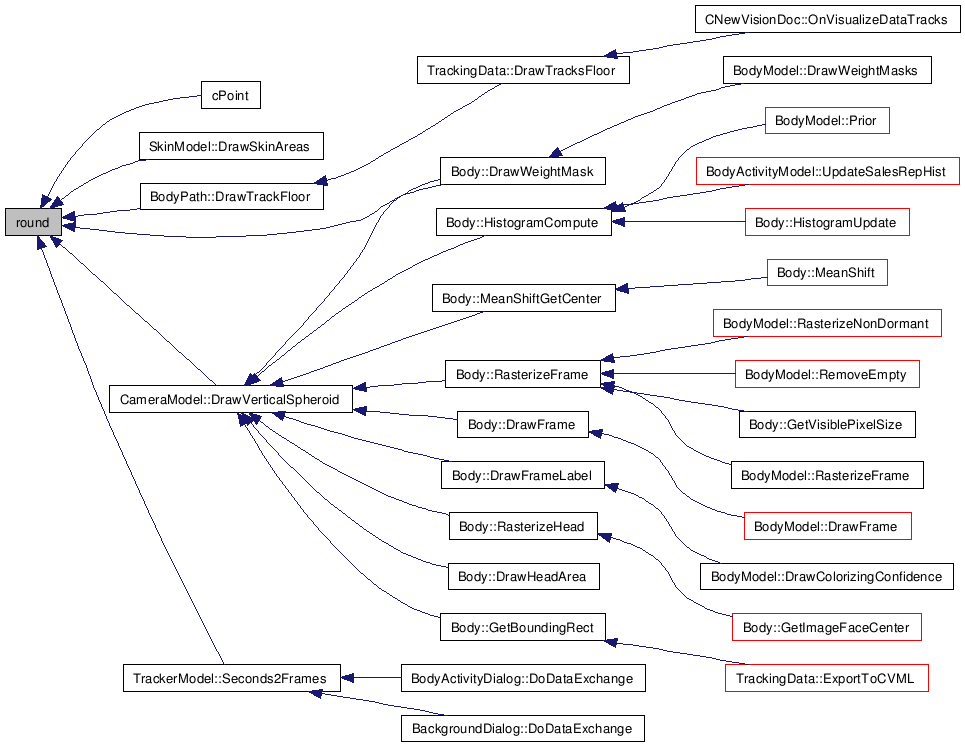 CNewVisionDoc::OnVisualizeDataTracks
TrackingData::DrawTracksFloor
BodyModel::DrawWeightMasks
cPoint
BodyModel::Prior
SkinModel::DrawSkinAreas
Body::DrawWeightMask
BodyActivityModel::UpdateSalesRepHist
BodyPath::DrawTrackFloor
round
Body::HistogramCompute
Body::HistogramUpdate
Body::MeanShift
Body::MeanShiftGetCenter
BodyModel::RasterizeNonDormant
Body::RasterizeFrame
BodyModel::RemoveEmpty
CameraModel::DrawVerticalSpheroid
Body::DrawFrame
Body::GetVisiblePixelSize
Body::DrawFrameLabel
BodyModel::RasterizeFrame
Body::RasterizeHead
BodyModel::DrawFrame
Body::DrawHeadArea
BodyModel::DrawColorizingConfidence
Body::GetBoundingRect
Body::GetImageFaceCenter
TrackerModel::Seconds2Frames
BodyActivityDialog::DoDataExchange
TrackingData::ExportToCVML
BackgroundDialog::DoDataExchange